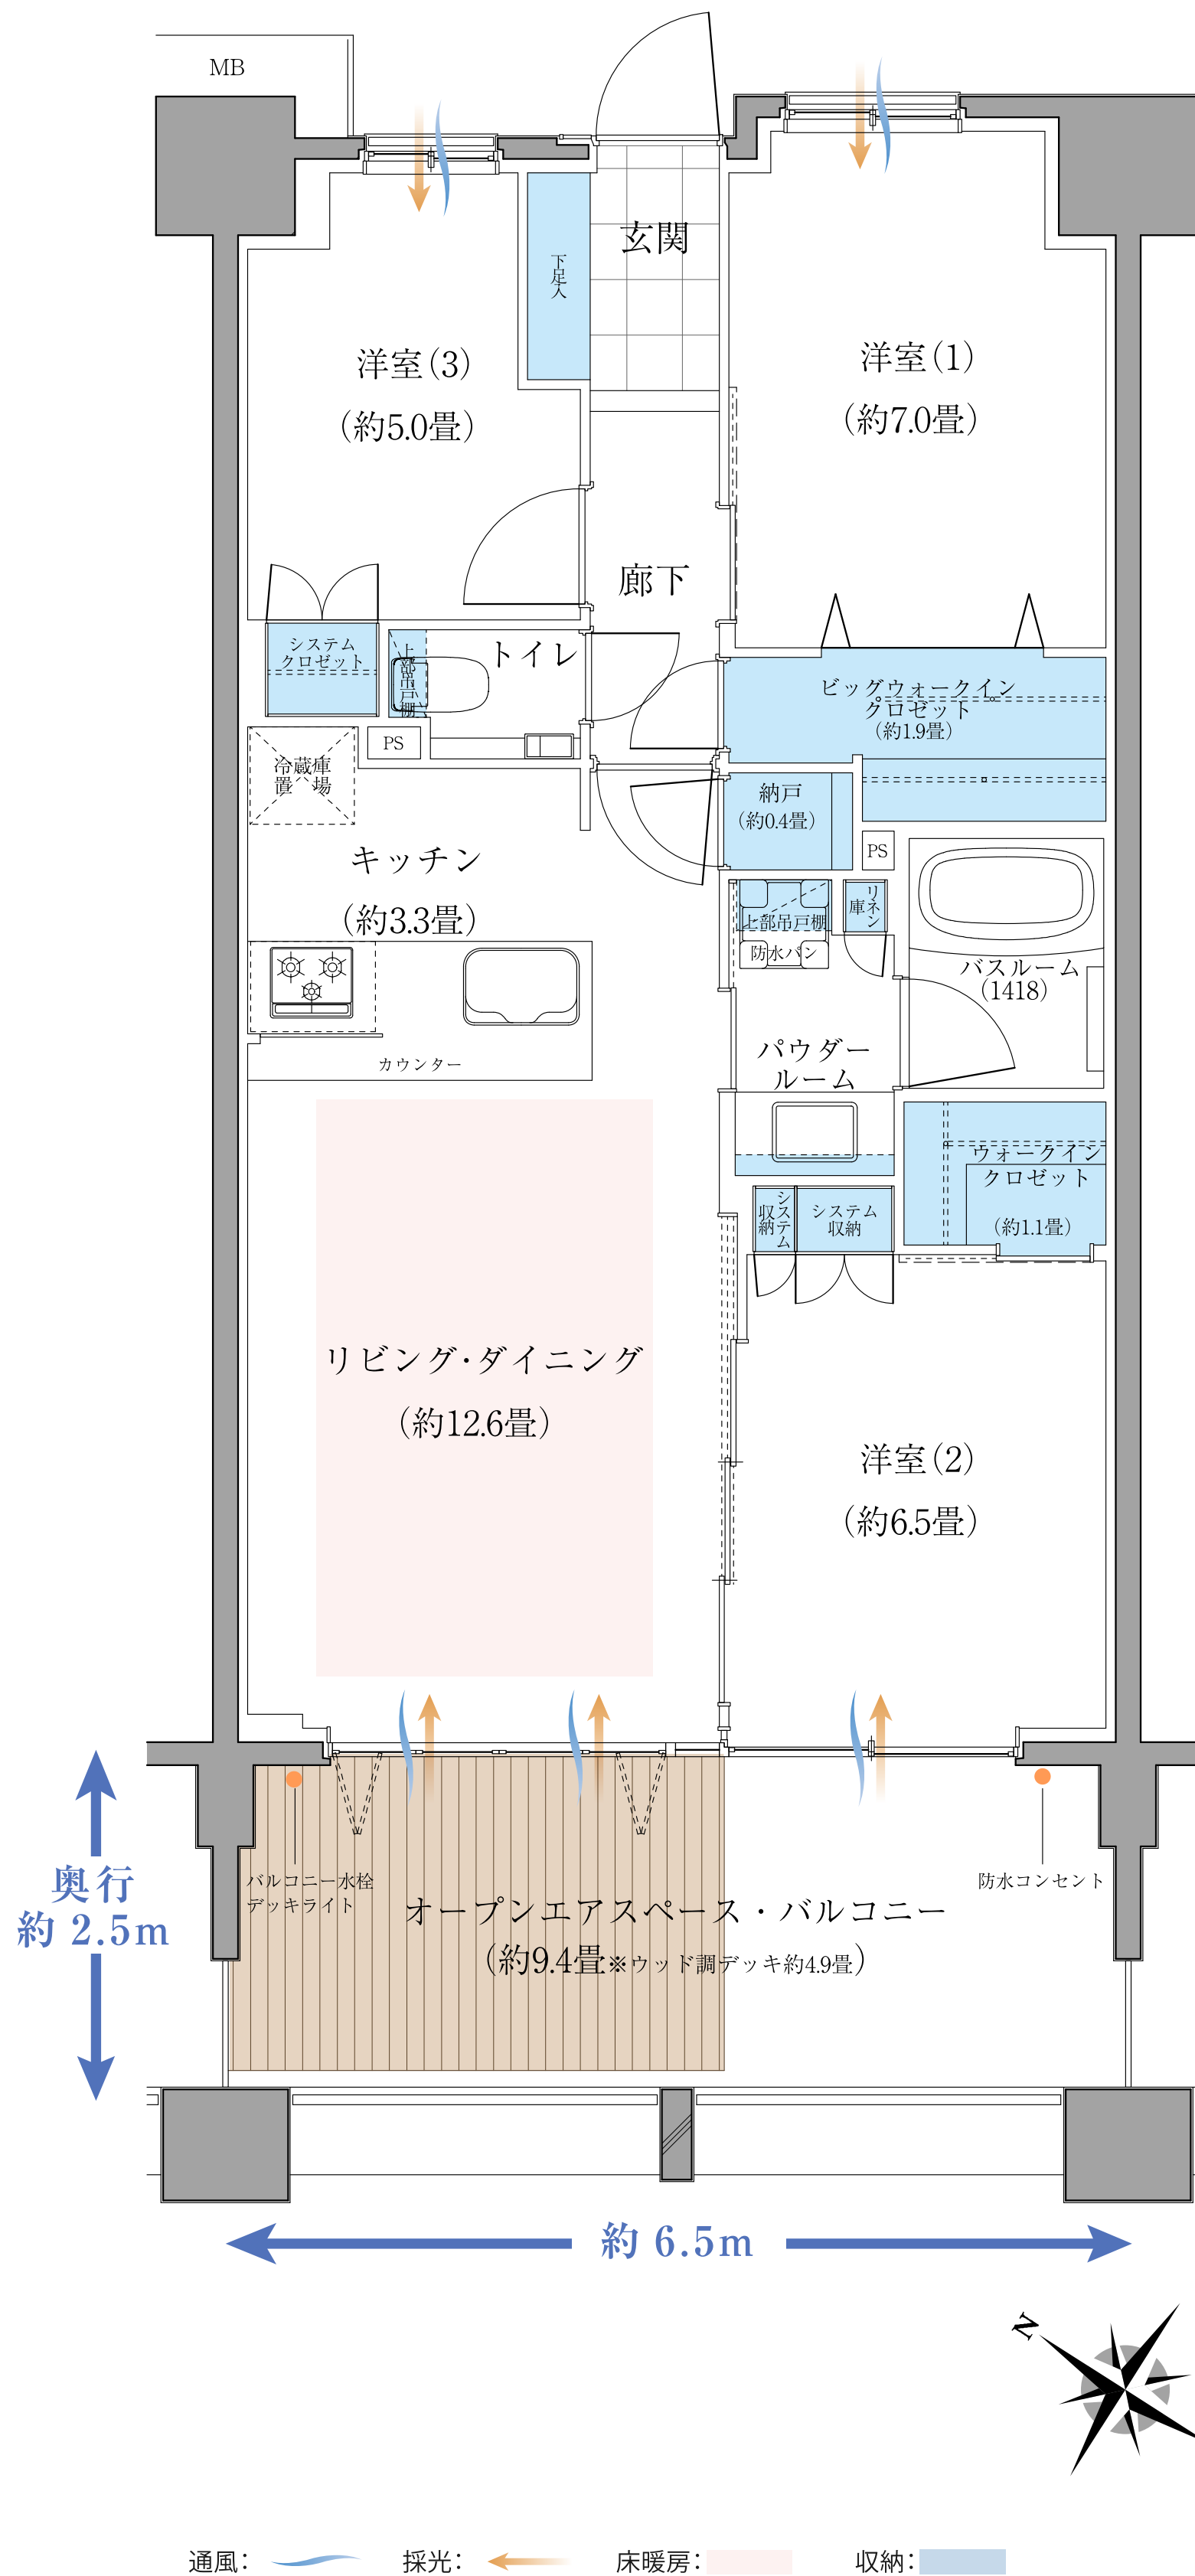 MB
玄関
下足入
洋室(3)
(約5.0畳)
洋室(1)
(約7.0畳)
廊下
システム
クロゼット
上部吊戸棚
トイレ
ビッグウォークイン
クロゼット
(約1.9畳)
PS
冷蔵庫
置場
納戸
(約0.4畳)
PS
キッチン
(約3.3畳)
上部吊戸棚
防水パン
リネン
庫
バスルーム
(1418)
カウンター
パウダー
ルーム
ウォークイン
クロゼット
(約1.1畳)
システム
収納
システム
収納
リビング・ダイニング
(約12.6畳)
洋室(2)
(約6.5畳)
奥行
約 2.5m
バルコニー水栓
デッキライト
防水コンセント
オープンエアスペース・バルコニー
(約9.4畳※ウッド調デッキ約4.9畳)
約 6.5m
N
通風: 採光: 床暖房: 収納: